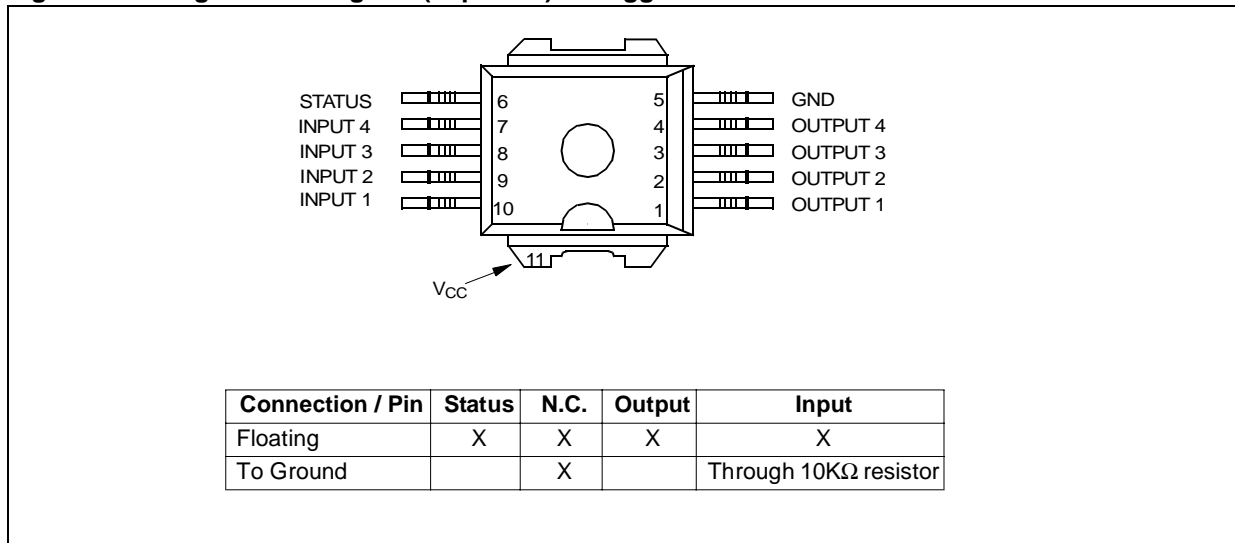 STATUS
INPUT 4
INPUT 3
INPUT 2
INPUT 1
6
7
8
9
10
5
4
3
2
1
GND
OUTPUT 4
OUTPUT 3
OUTPUT 2
OUTPUT 1
11
VCC
Connection / Pin Status N.C. Output Input
Floating X X X X
To Ground X Through 10KΩ resistor